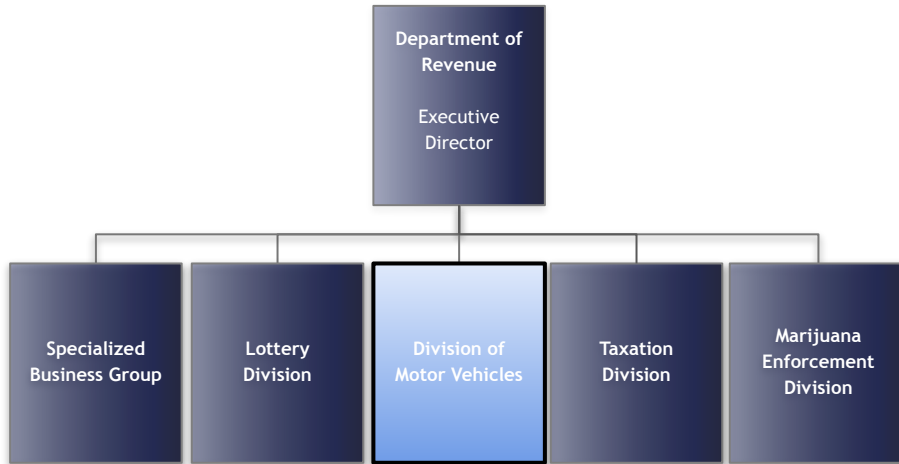 Department of
Revenue
Executive
Director
Specialized
Business Group
Lottery
Division
Division of
Motor Vehicles
Taxation
Division
Marijuana
Enforcement
Division